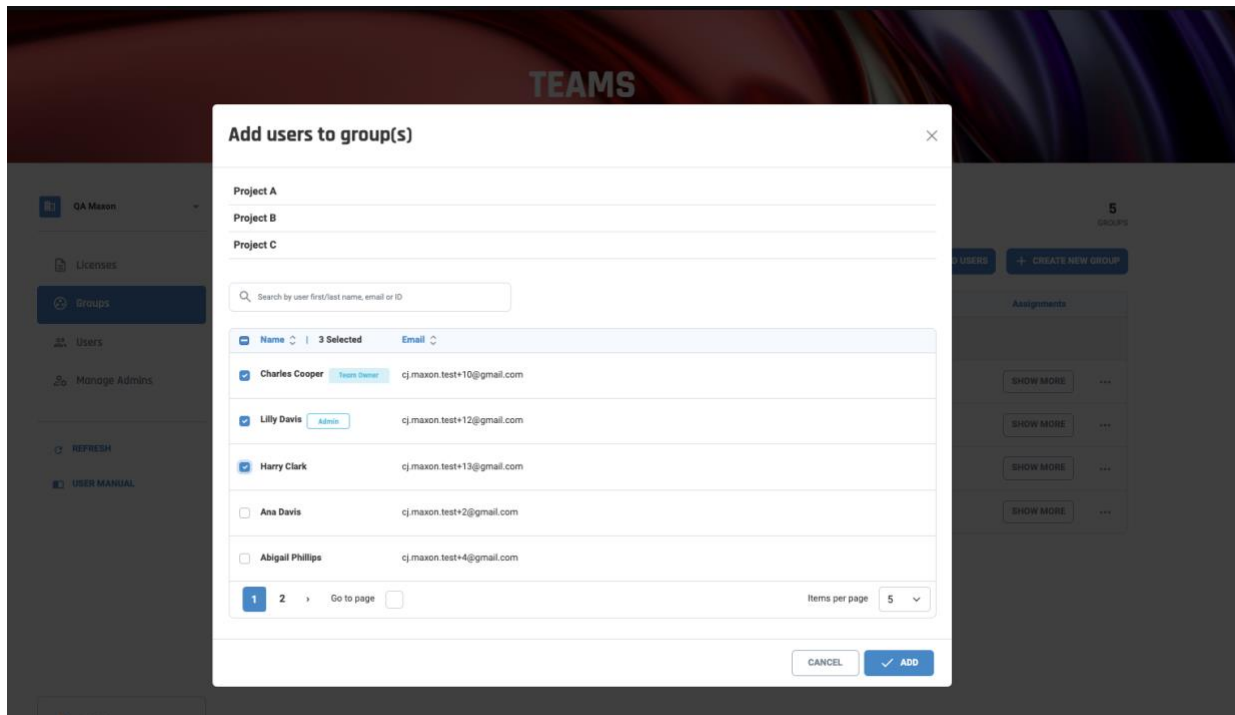 TEAMS
Add users to group(s)
Project A
Project B
Project C
QA Maxon
5
GROUPS
Licenses
Groups
Users
Manage Admins
REFRESH
USER MANUAL
D USERS
+ CREATE NEW GROUP
Assignments
SHOW MORE
SHOW MORE
SHOW MORE
SHOW MORE
Search by user first/last name, email or ID
Name | 3 Selected Email
Charles Cooper Team Owner cj.maxon.test+10@gmail.com
Lilly Davis Admin cj.maxon.test+12@gmail.com
Harry Clark cj.maxon.test+13@gmail.com
Ana Davis cj.maxon.test+2@gmail.com
Abigail Phillips cj.maxon.test+4@gmail.com
1 2 › Go to page Items per page 5
CANCEL ADD